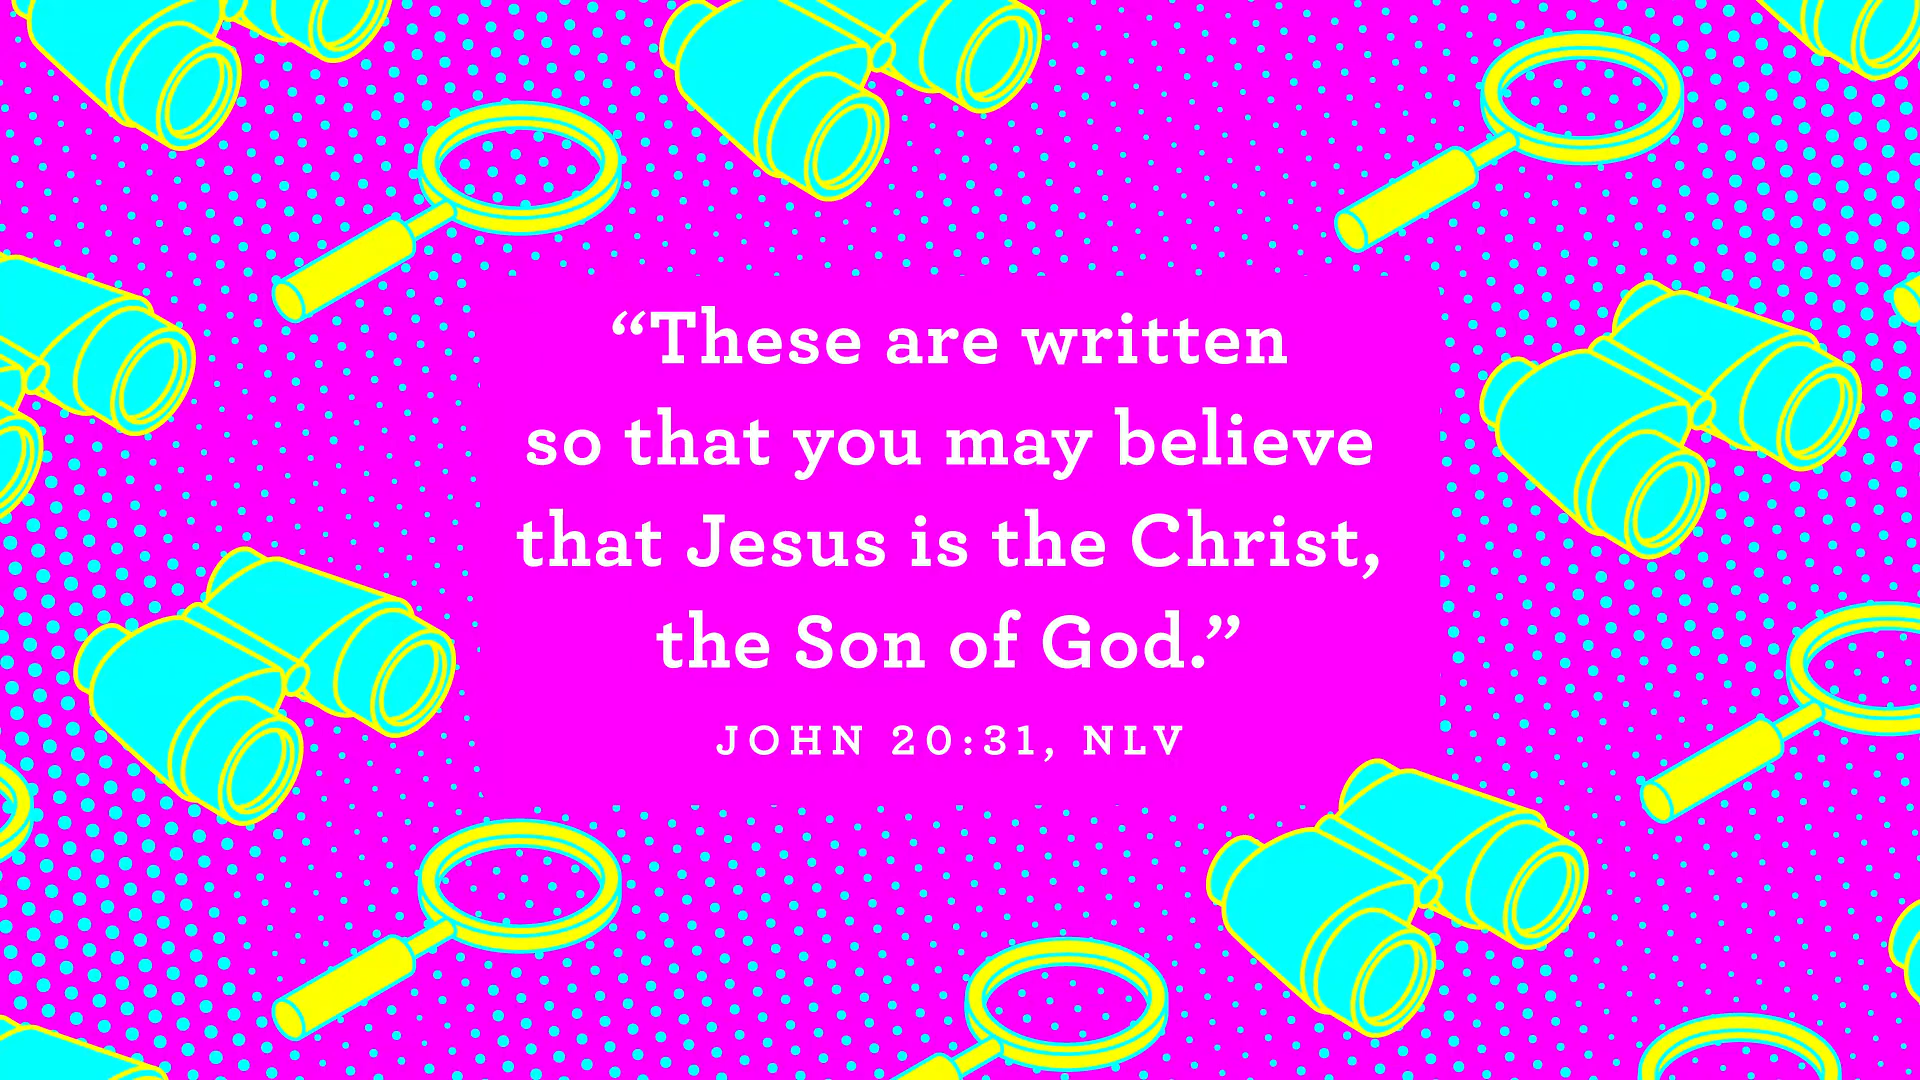 “These are written
so that you may believe
that Jesus is the Christ,
the Son of God.”
JOHN 20:31, NLV